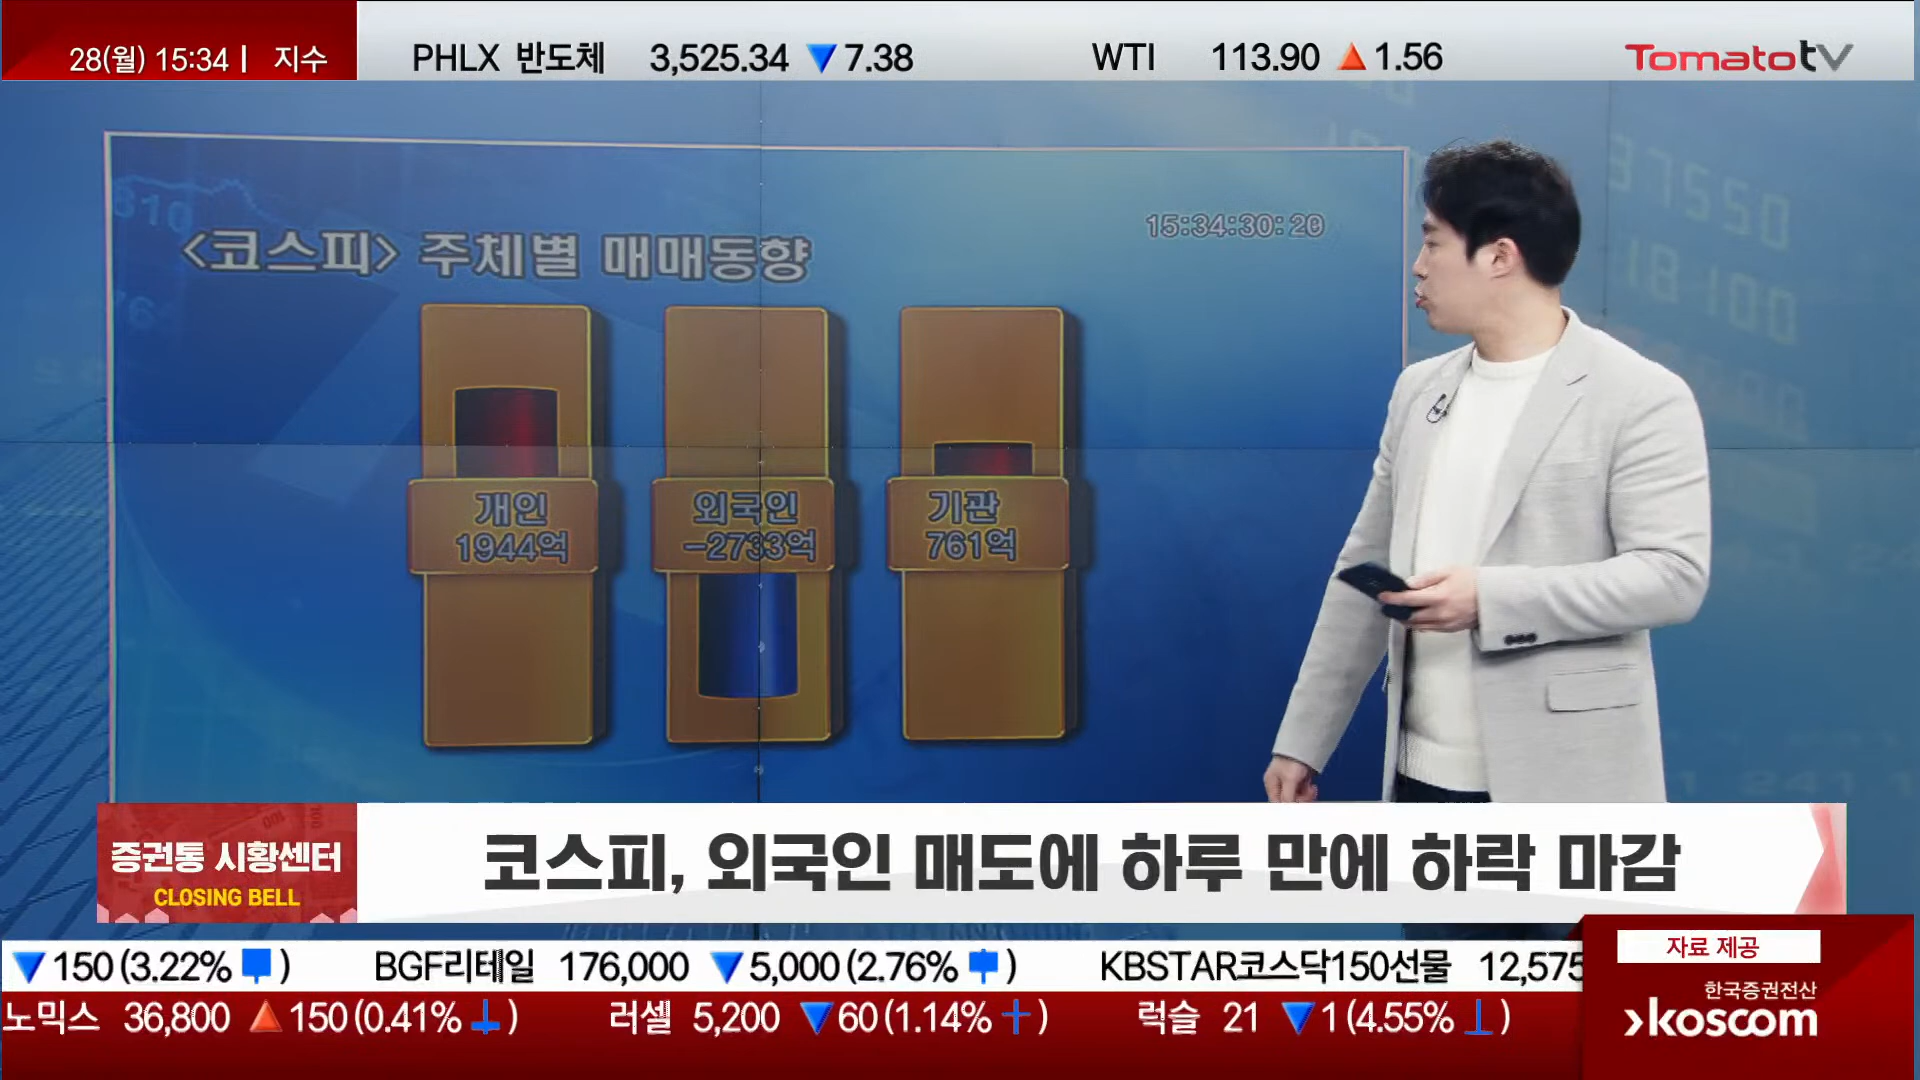 28(월) 15:34 | 지수
PHLX 반도체 3,525.34 ▼7.38
WTI 113.90 ▲1.56
Tomatotv
37550
18100
310
<코스피> 주체별 매매동향
15:34:30:20
개인
1944억
외국인
-2733억
기관
761억
증권통 시황센터
CLOSING BELL
코스피, 외국인 매도에 하루 만에 하락 마감
▼150(3.22% ) BGF리테일 176,000 ▼5,000(2.76% ) KBSTAR코스닥150선물 12,575
노믹스 36,800 ▲150(0.41% ) 러셀 5,200 ▼60(1.14% ) 럭슬 21 ▼1(4.55% )
자료 제공
한국증권전산
koscom